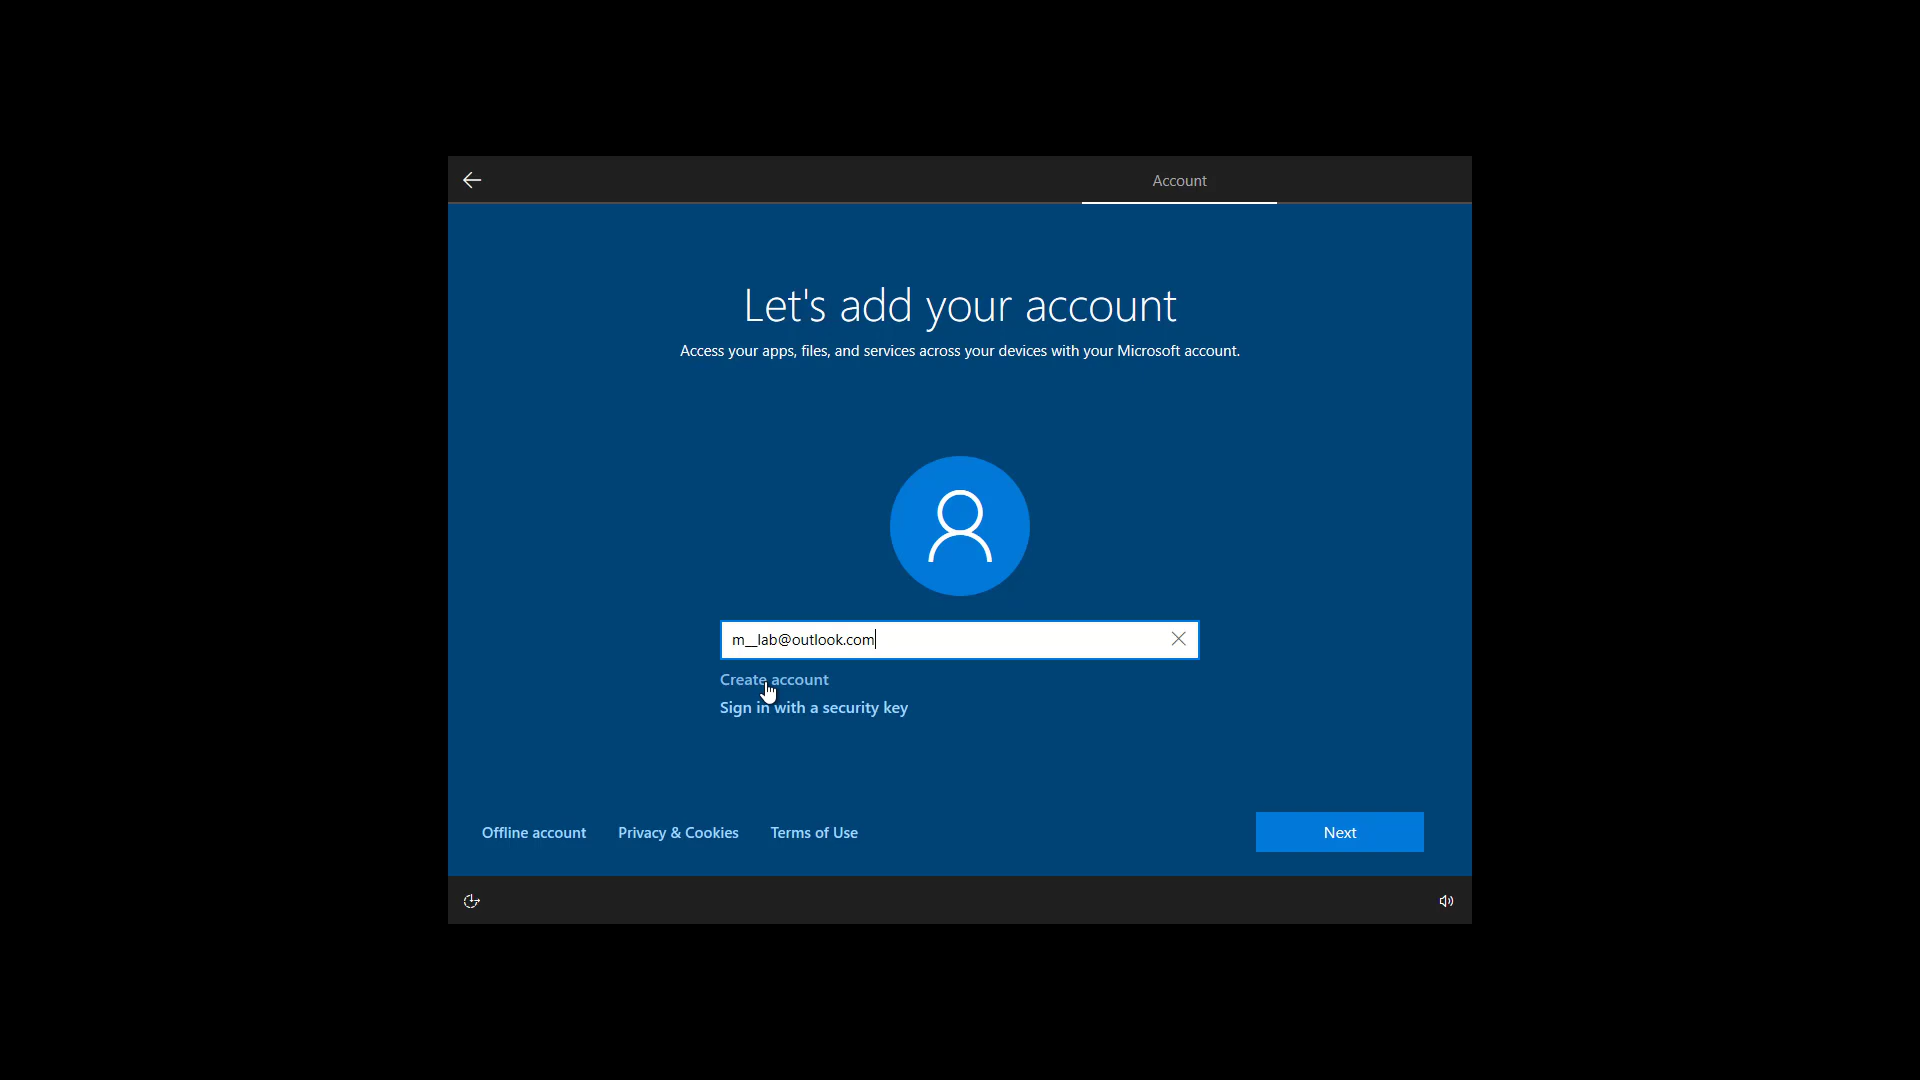 Account
Let's add your account
Access your apps, files, and services across your devices with your Microsoft account.
m__lab@outlook.com
Create account
Sign in with a security key
Offline account
Privacy & Cookies
Terms of Use
Next